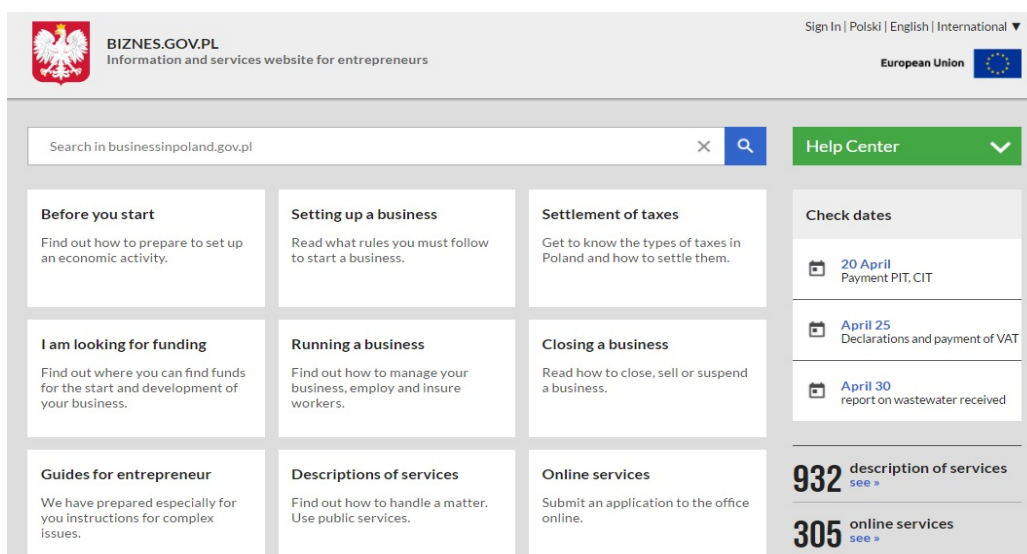 BIZNES.GOV.PL
Information and services website for entrepreneurs
Sign In | Polski | English | International ▼
European Union
Search in businessinpoland.gov.pl
Help Center
Before you start
Find out how to prepare to set up
an economic activity.
Setting up a business
Read what rules you must follow
to start a business.
Settlement of taxes
Get to know the types of taxes in
Poland and how to settle them.
I am looking for funding
Find out where you can find funds
for the start and development of
your business.
Running a business
Find out how to manage your
business, employ and insure
workers.
Closing a business
Read how to close, sell or suspend
a business.
Guides for entrepreneur
We have prepared especially for
you instructions for complex
issues.
Descriptions of services
Find out how to handle a matter.
Use public services.
Online services
Submit an application to the office
online.
Check dates
20 April
Payment PIT, CIT
April 25
Declarations and payment of VAT
April 30
report on wastewater received
932 description of services
see »
305 online services
see »